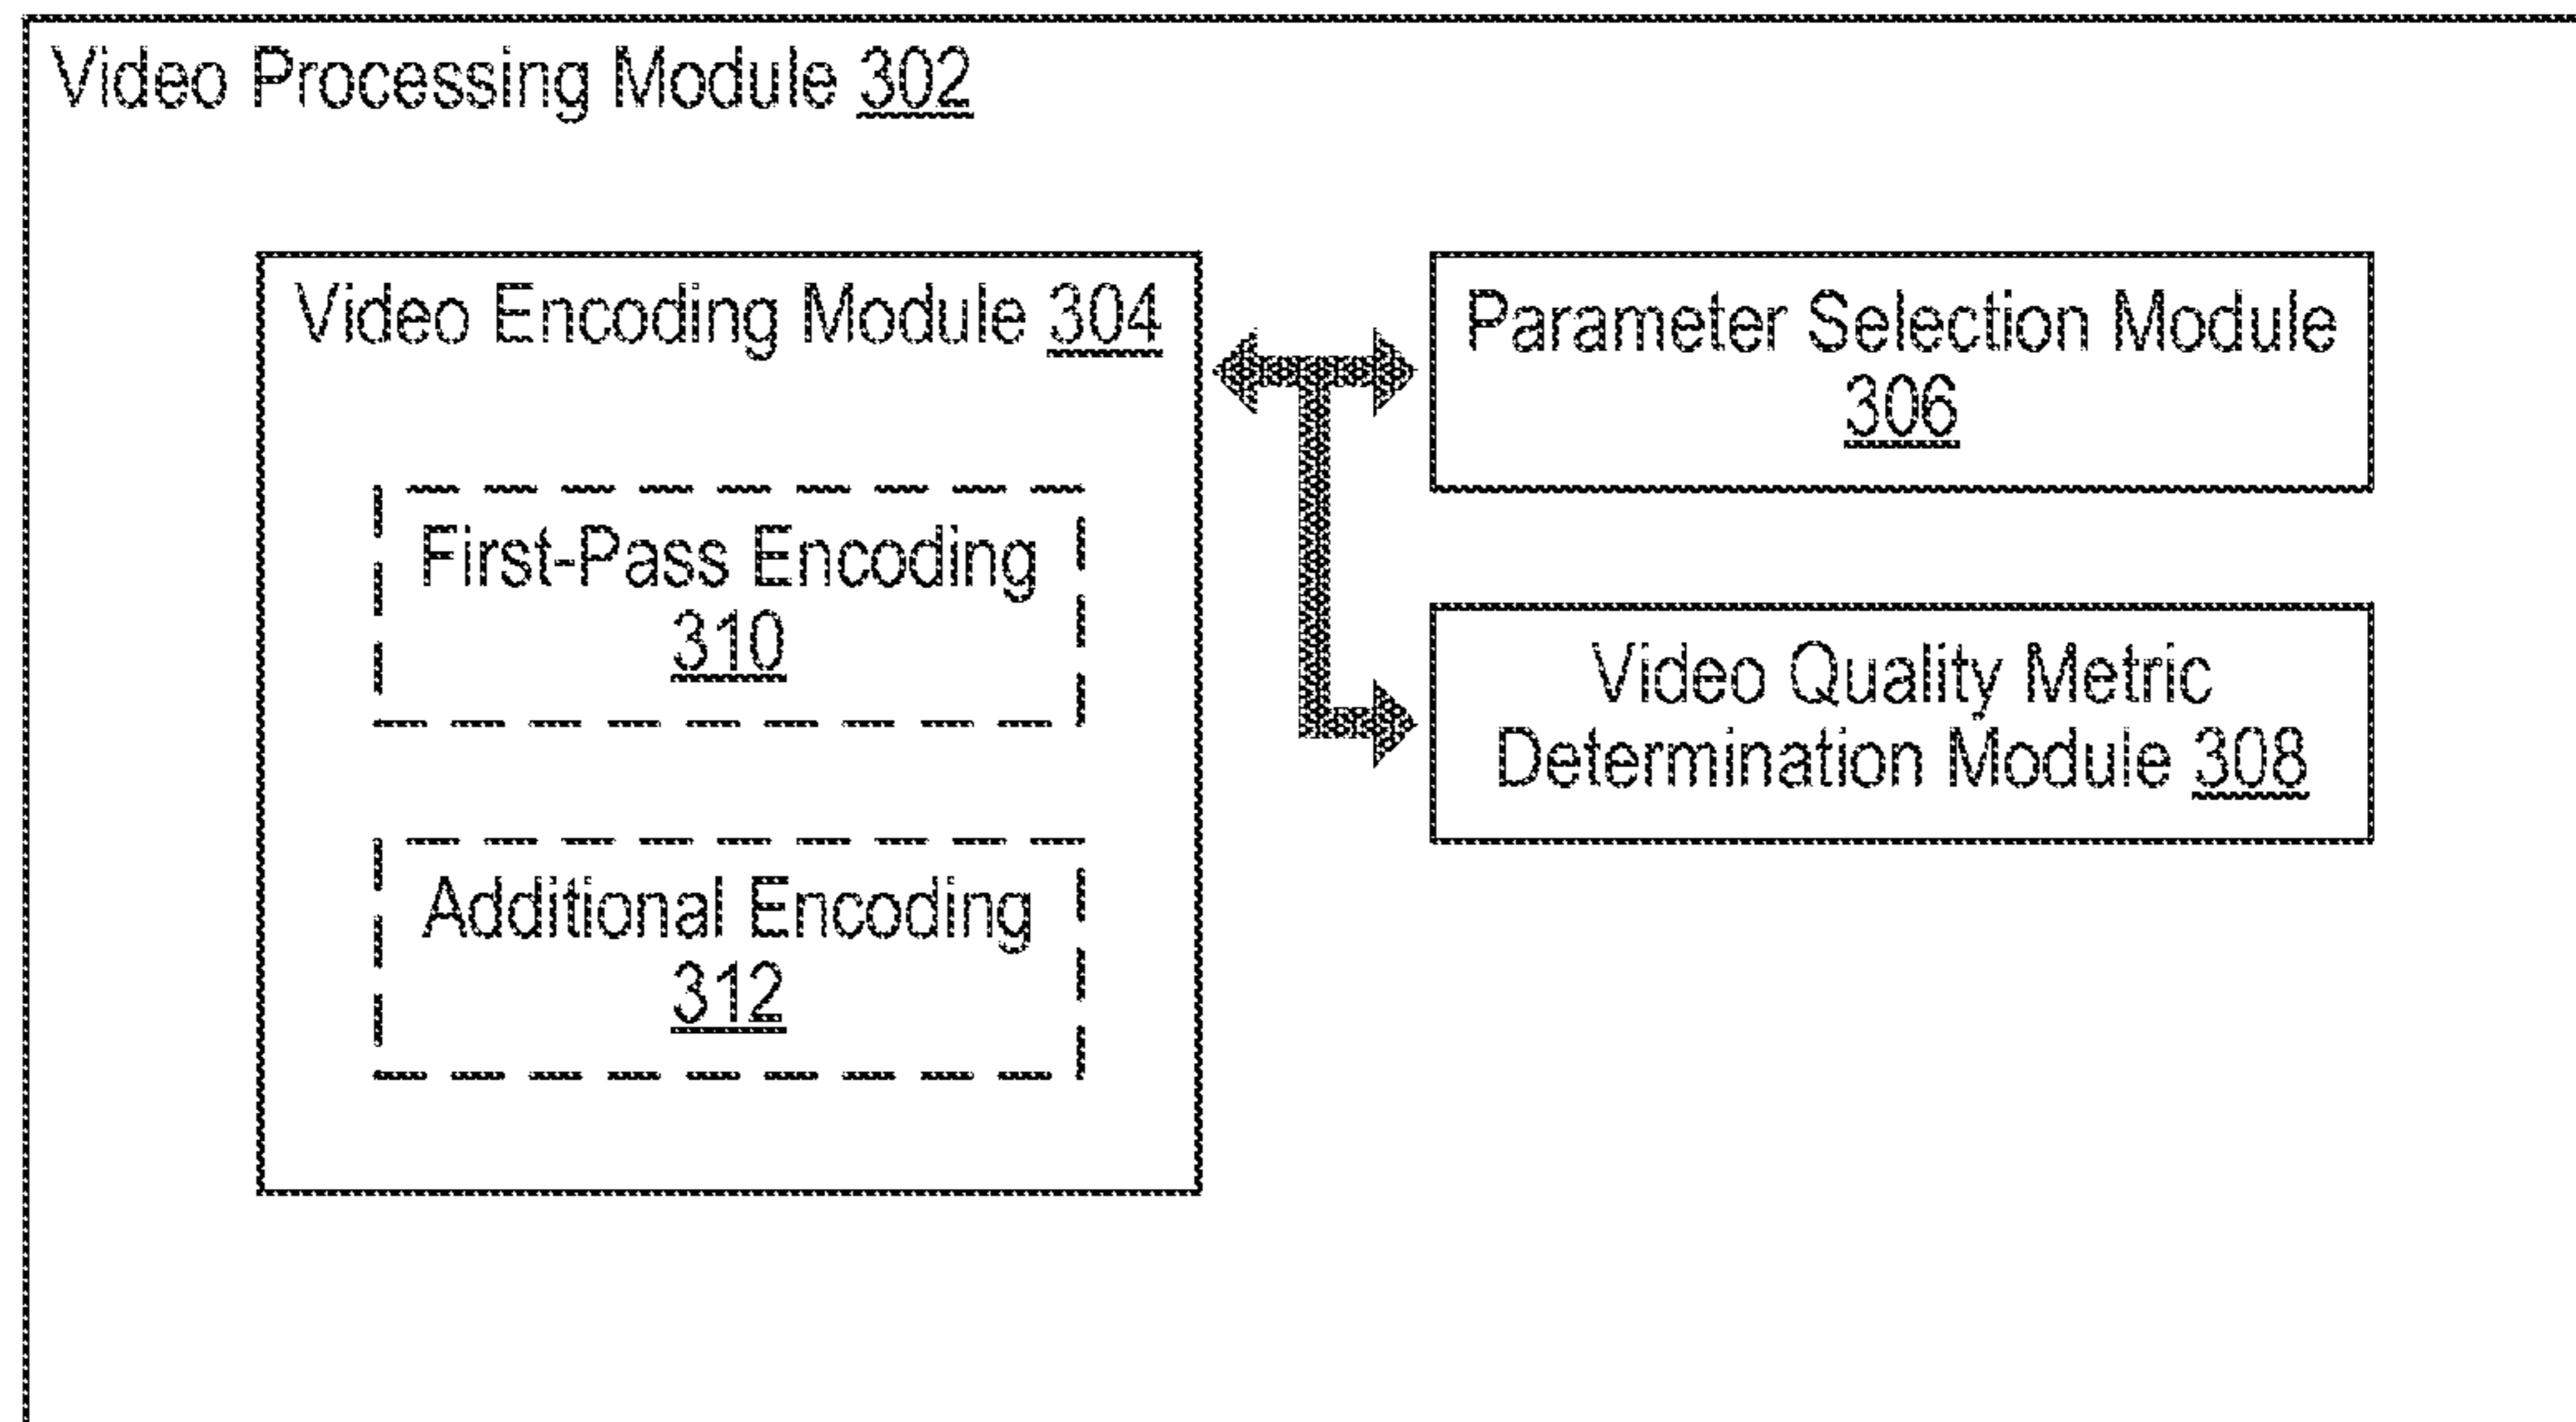 Video Processing Module 302
Video Encoding Module 304
First-Pass Encoding
310
Additional Encoding
312
Parameter Selection Module
306
Video Quality Metric
Determination Module 308